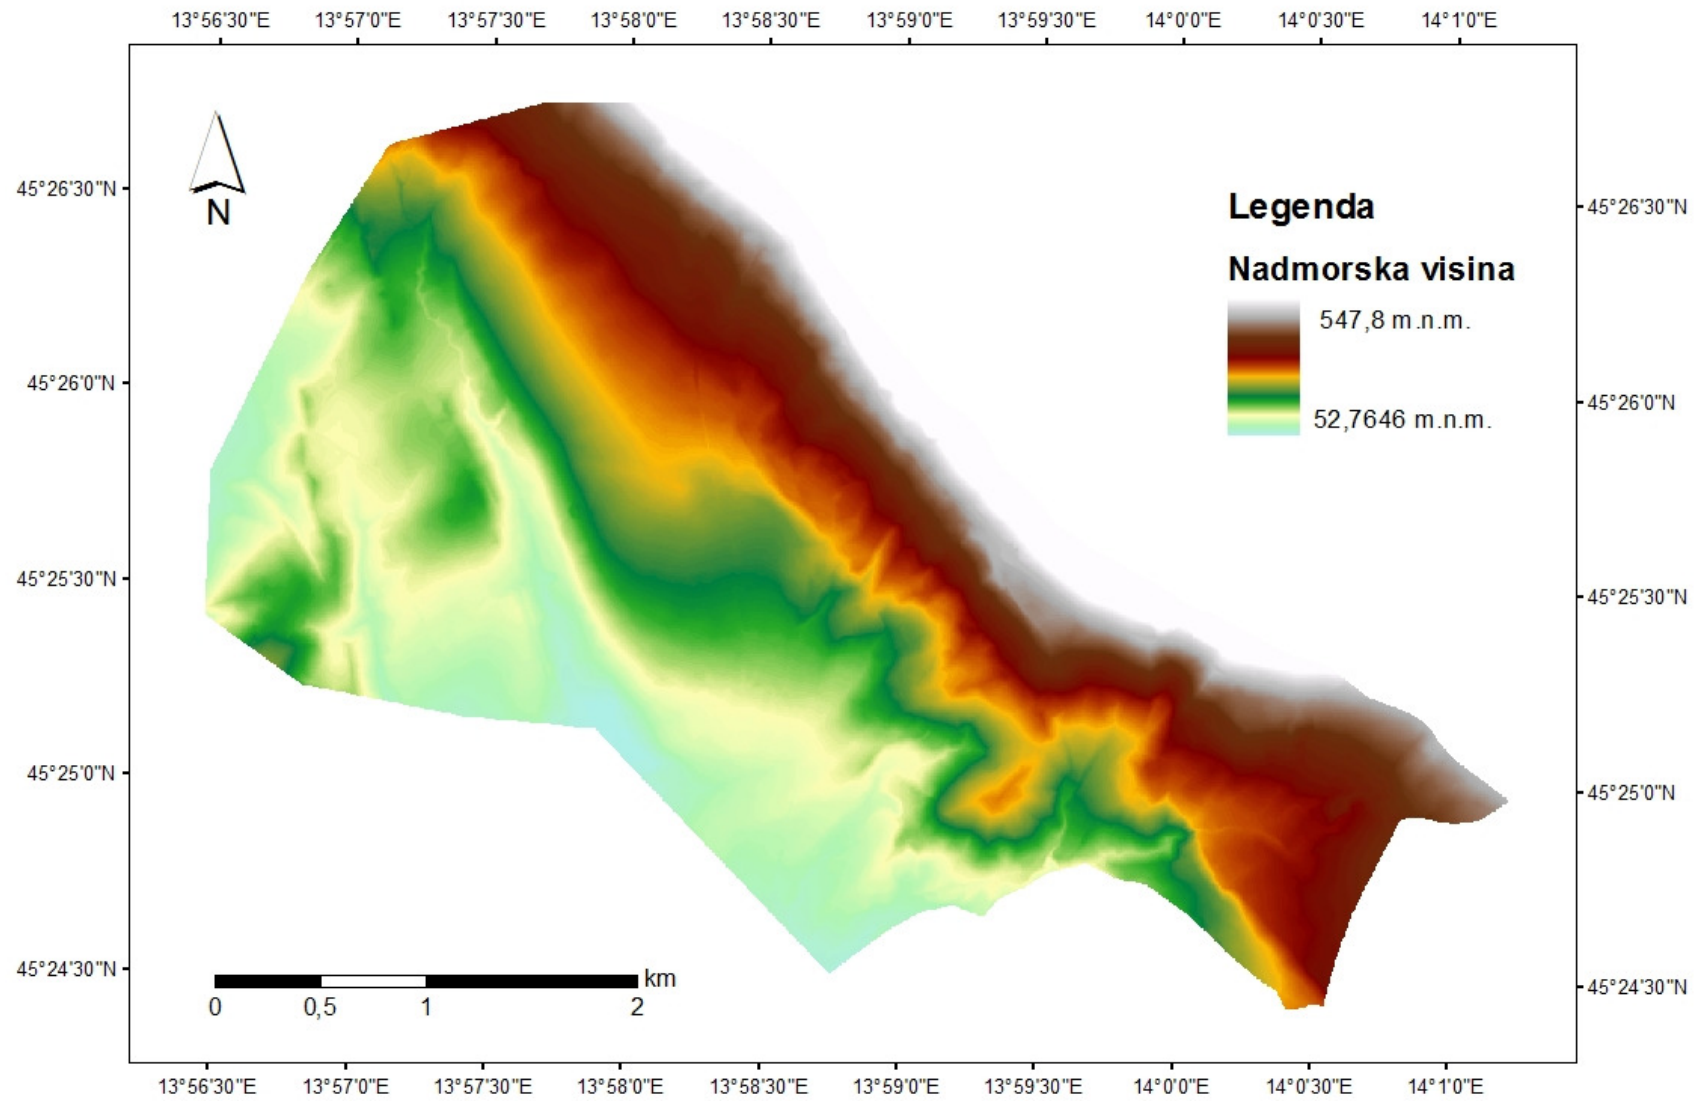 13°56'30"E 13°57'0"E 13°57'30"E 13°58'0"E 13°58'30"E 13°59'0"E 13°59'30"E 14°0'0"E 14°0'30"E 14°1'0"E
45°26'30"N 45°26'30"N
N
Legenda
Nadmorska visina
547,8 m.n.m.
45°26'0"N 45°26'0"N
52,7646 m.n.m.
45°25'30"N 45°25'30"N
45°25'0"N 45°25'0"N
45°24'30"N 45°24'30"N
km
0 0,5 1 2
13°56'30"E 13°57'0"E 13°57'30"E 13°58'0"E 13°58'30"E 13°59'0"E 13°59'30"E 14°0'0"E 14°0'30"E 14°1'0"E